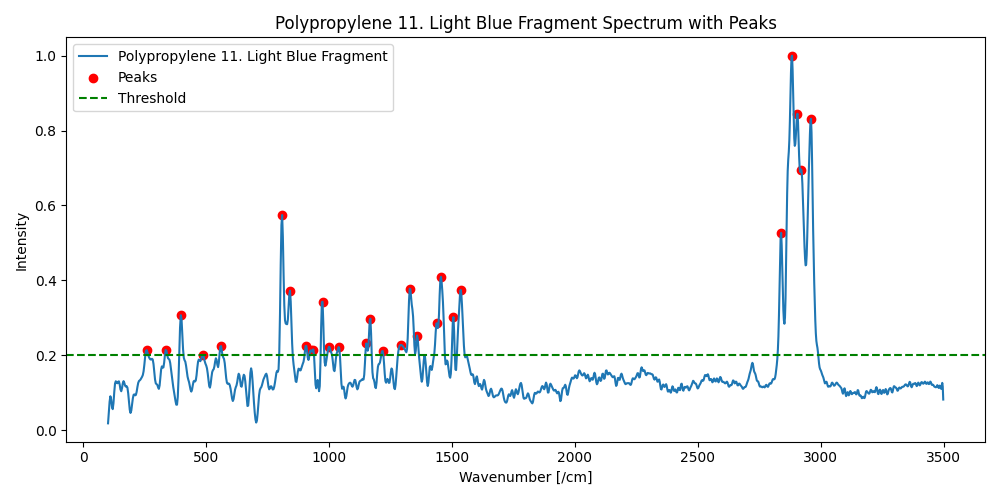 Polypropylene 11. Light Blue Fragment Spectrum with Peaks
Polypropylene 11. Light Blue Fragment
Peaks
Threshold
Intensity
1.0
0.8
0.6
0.4
0.2
0.0
0
500
1000
1500
2000
2500
3000
3500
Wavenumber [/cm]